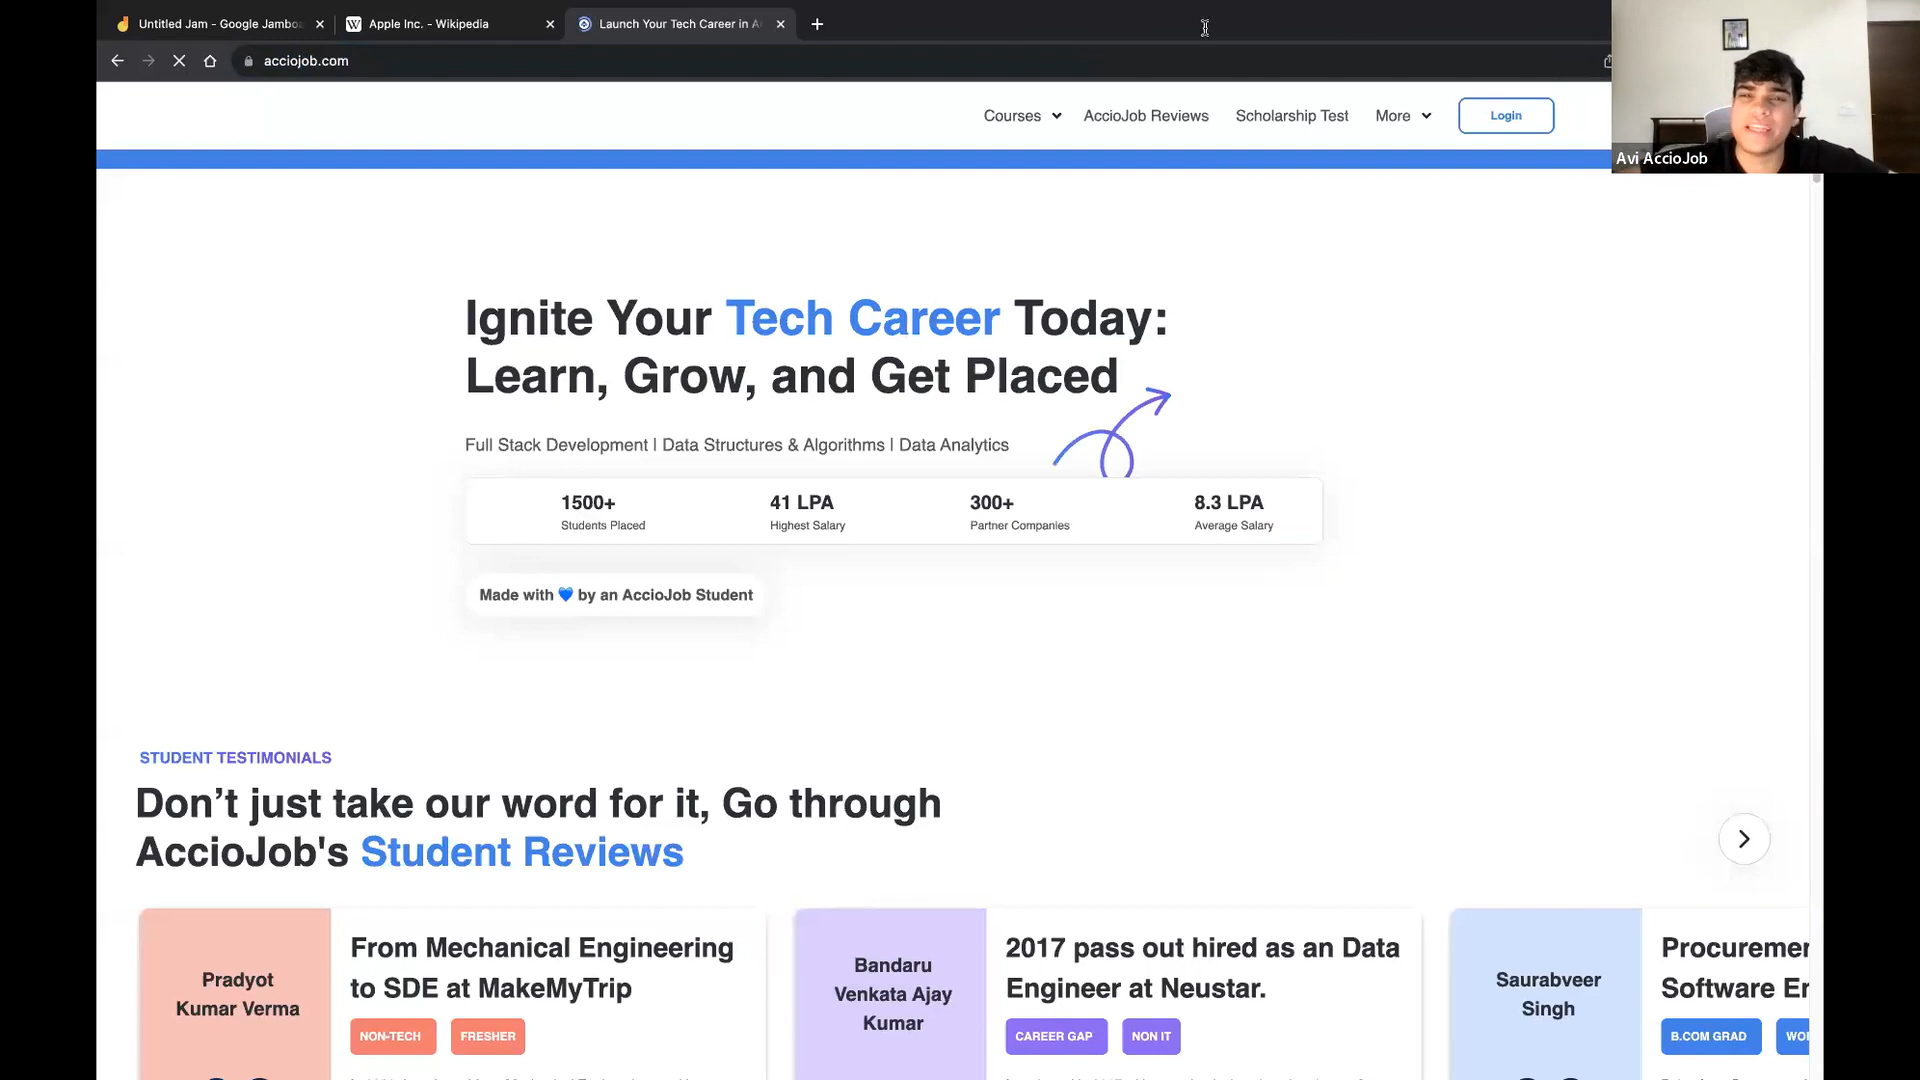 Untitled Jam - Google Jambo
Apple Inc. - Wikipedia
Launch Your Tech Career in A
acciojob.com
Courses
AccioJob Reviews
Scholarship Test
More
Login
Avi AccioJob
Ignite Your Tech Career Today:
Learn, Grow, and Get Placed
Full Stack Development | Data Structures & Algorithms | Data Analytics
1500+
Students Placed
41 LPA
Highest Salary
300+
Partner Companies
8.3 LPA
Average Salary
Made with 💙 by an AccioJob Student
STUDENT TESTIMONIALS
Don’t just take our word for it, Go through
AccioJob's Student Reviews
Pradyot
Kumar Verma
From Mechanical Engineering
to SDE at MakeMyTrip
NON-TECH
FRESHER
Bandaru
Venkata Ajay
Kumar
2017 pass out hired as an Data
Engineer at Neustar.
CAREER GAP
NON IT
Saurabveer
Singh
Procuremer
Software Er
B.COM GRAD